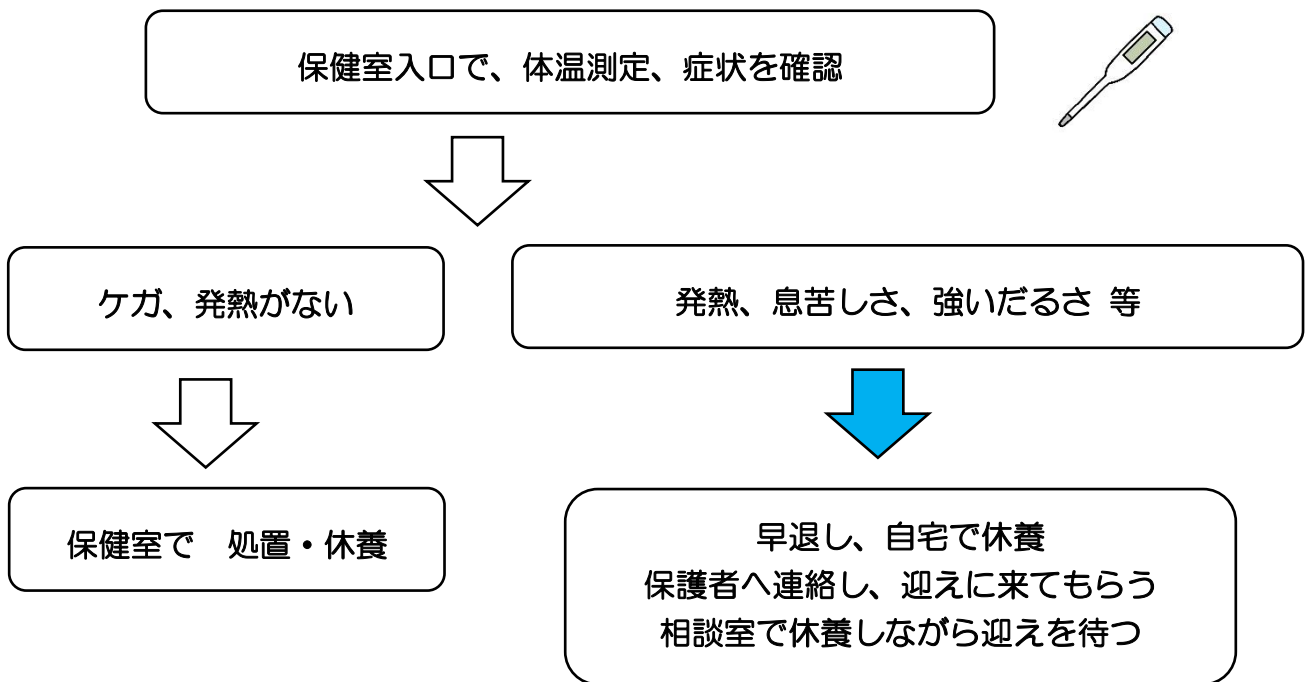 保健室入口で、体温測定、症状を確認
ケガ、発熱がない
発熱、息苦しさ、強いだるさ 等
保健室で　処置・休養
早退し、自宅で休養
保護者へ連絡し、迎えに来てもらう
相談室で休養しながら迎えを待つ